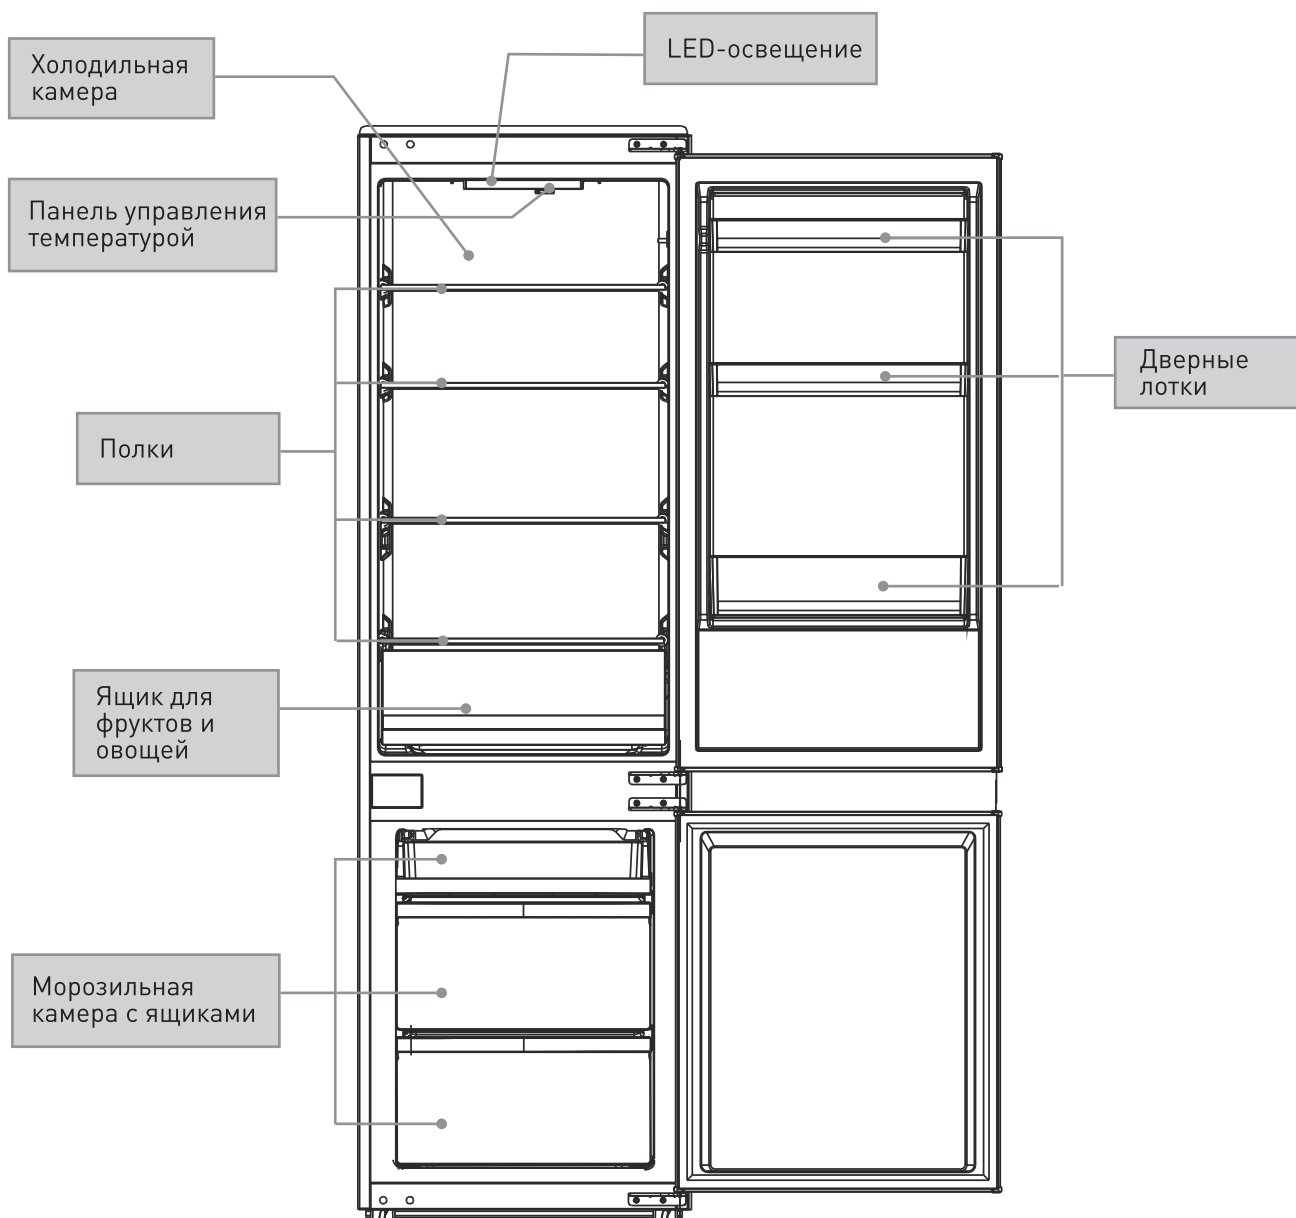 LED-освещение
Холодильная
камера
Панель управления
температурой
Дверные
лотки
Полки
Ящик для
фруктов и
овощей
Морозильная
камера с ящиками